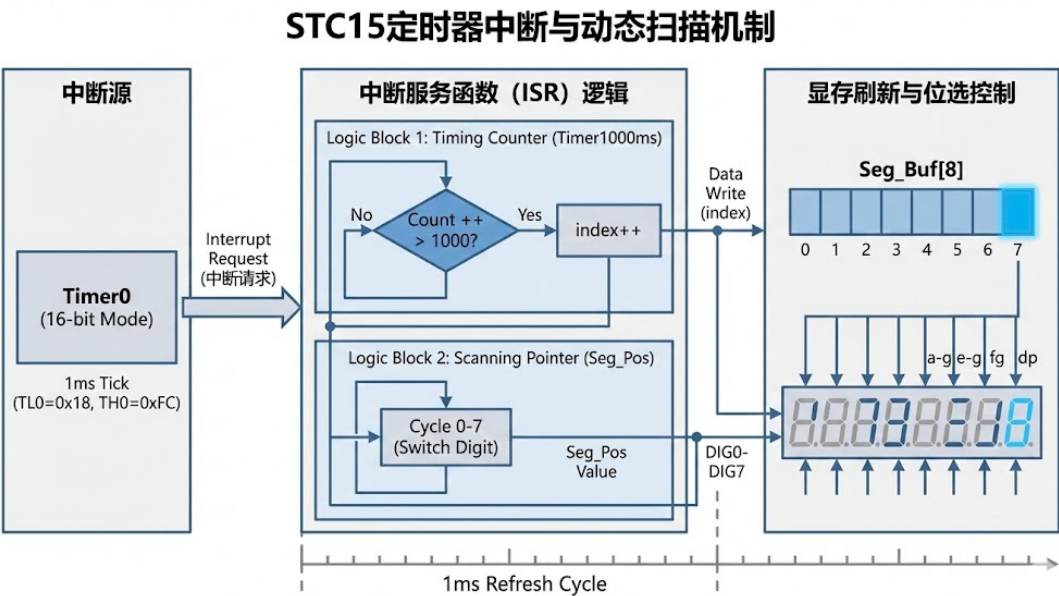 STC15定时器中断与动态扫描机制
中断源
Timer0
(16-bit Mode)
1ms Tick
(TL0=0x18, TH0=0xFC)
Interrupt
Request
(中断请求)
中断服务函数（ISR）逻辑
Logic Block 1: Timing Counter (Timer1000ms)
No
Count ++
> 1000?
Yes
index++
Logic Block 2: Scanning Pointer (Seg_Pos)
Cycle 0-7
(Switch Digit)
Seg_Pos
Value
Data
Write
(index)
DIG0-
DIG7
显存刷新与位选控制
Seg_Buf[8]
0 1 2 3 4 5 6 7
a-g e-g fg dp
1ms Refresh Cycle